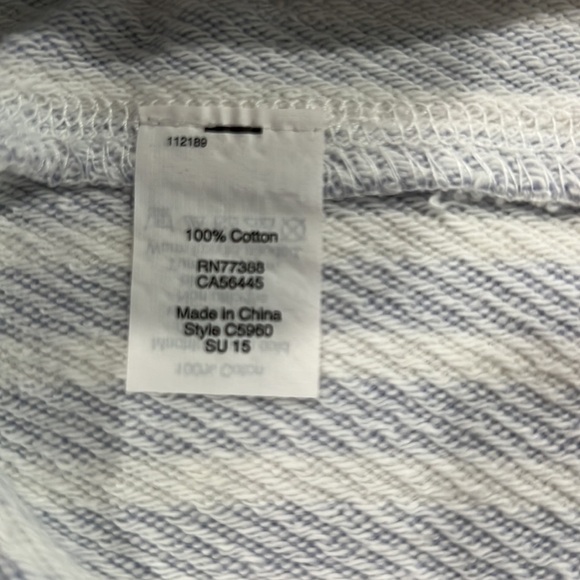 112189
100% Cotton
RN77388
CA56445
Made in China
Style C5960
SU 15